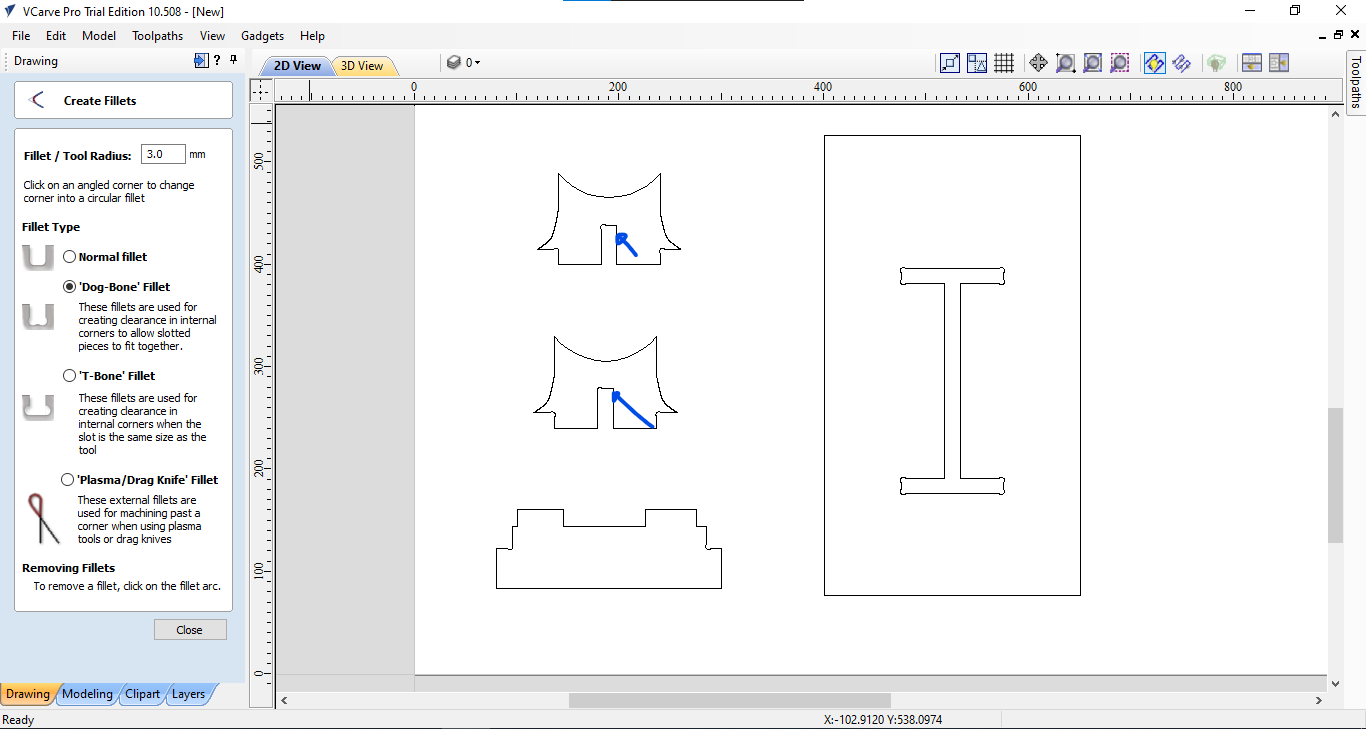 VCarve Pro Trial Edition 10.508 - [New]
File Edit Model Toolpaths View Gadgets Help
Drawing
?
2D View
3D View
0
Toolpaths
Create Fillets
0 200 400 600 800
Fillet / Tool Radius: 3.0 mm
Click on an angled corner to change
corner into a circular fillet
Fillet Type
Normal fillet
'Dog-Bone' Fillet
These fillets are used for
creating clearance in internal
corners to allow slotted
pieces to fit together.
'T-Bone' Fillet
These fillets are used for
creating clearance in
internal corners when the
slot is the same size as the
tool
'Plasma/Drag Knife' Fillet
These external fillets are
used for machining past a
corner when using plasma
tools or drag knives
Removing Fillets
To remove a fillet, click on the fillet arc.
Close
500
400
300
200
100
0
Drawing Modeling Clipart Layers
Ready
X:-102.9120 Y:538.0974